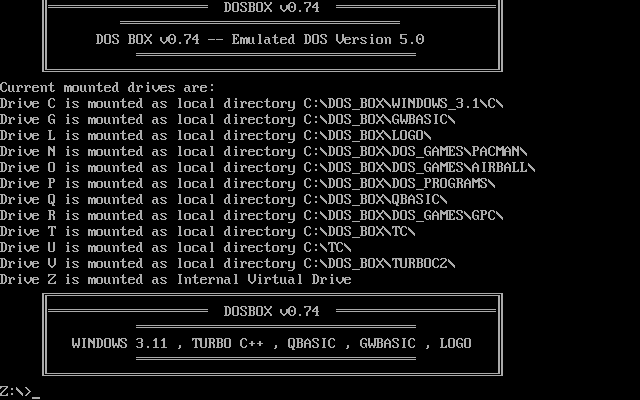 DOSBOX v0.74
DOS BOX v0.74 -- Emulated DOS Version 5.0
Current mounted drives are:
Drive C is mounted as local directory C:\DOS_BOX\WINDOWS_3.1\C\
Drive G is mounted as local directory C:\DOS_BOX\GWBASIC\
Drive L is mounted as local directory C:\DOS_BOX\LOGO\
Drive N is mounted as local directory C:\DOS_BOX\DOS_GAMES\PACMAN\
Drive O is mounted as local directory C:\DOS_BOX\DOS_GAMES\AIRBALL\
Drive P is mounted as local directory C:\DOS_BOX\DOS_PROGRAMS\
Drive Q is mounted as local directory C:\DOS_BOX\QBASIC\
Drive R is mounted as local directory C:\DOS_BOX\DOS_GAMES\GPC\
Drive T is mounted as local directory C:\DOS_BOX\TC\
Drive U is mounted as local directory C:\TC\
Drive V is mounted as local directory C:\DOS_BOX\TURBOC2\
Drive Z is mounted as Internal Virtual Drive
DOSBOX v0.74
WINDOWS 3.11 , TURBO C++ , QBASIC , GWBASIC , LOGO
Z:\>_